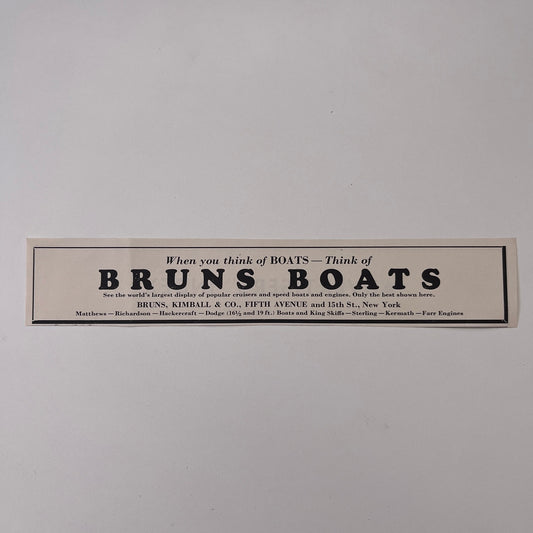 When you think of BOATS — Think of
BRUNS BOATS
See the world's largest display of popular cruisers and speed boats and engines. Only the best shown here.
BRUNS, KIMBALL & CO., FIFTH AVENUE and 15th St., New York
Matthews — Richardson — Hackercraft — Dodge (16½ and 19 ft.) Boats and King Skiffs — Sterling — Kermath — Farr Engines